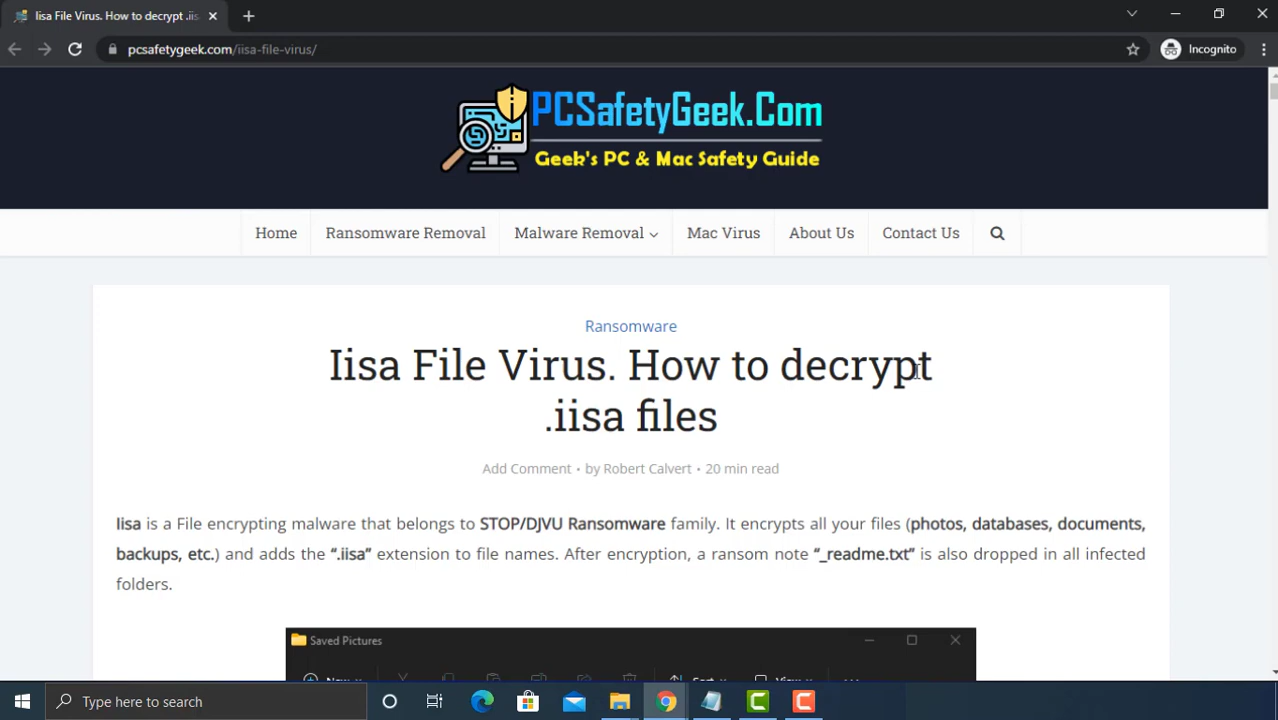 Iisa File Virus. How to decrypt .iis
pcsafetygeek.com/iisa-file-virus/
Incognito
PCSafetyGeek.Com
Geek's PC & Mac Safety Guide
Home
Ransomware Removal
Malware Removal
Mac Virus
About Us
Contact Us
Ransomware
Iisa File Virus. How to decrypt
.iisa files
Add Comment • by Robert Calvert • 20 min read
Iisa is a File encrypting malware that belongs to STOP/DJVU Ransomware family. It encrypts all your files (photos, databases, documents,
backups, etc.) and adds the “.iisa” extension to file names. After encryption, a ransom note “_readme.txt” is also dropped in all infected
folders.
Saved Pictures
New
Sort
View
Type here to search